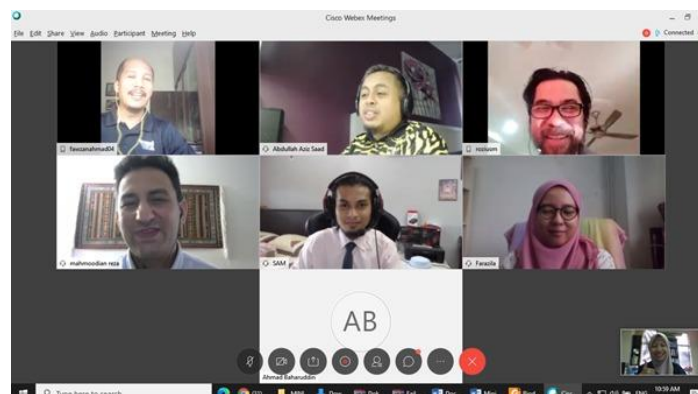 Cisco Webex Meetings
File Edit Share View Audio Participant Meeting Help
Connected
fawzanahmad04
Abdullah Aziz Saad
rosiusm
mahmoodian reza
SAM
Farazila
AB
Ahmad Baharuddin
Type here to search
10:59 AM